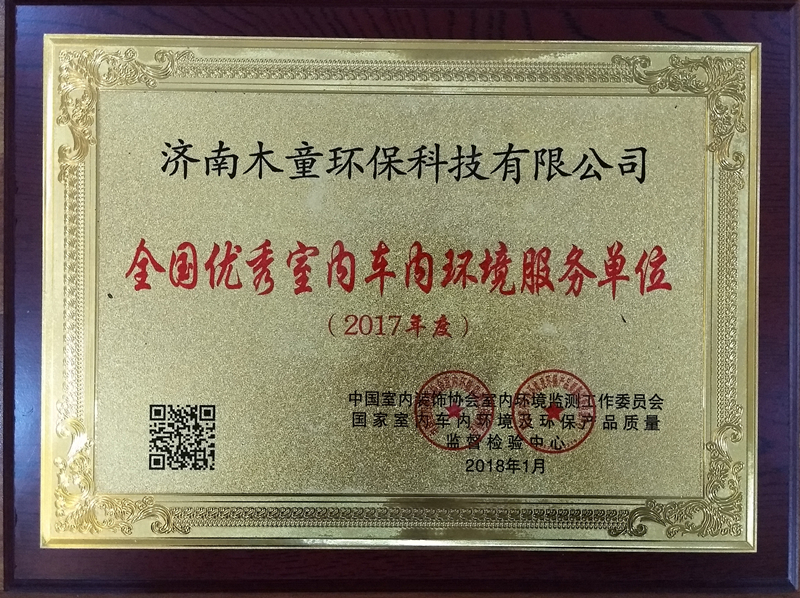 济南木童环保科技有限公司
全国优秀室内车内环境服务单位
（2017年度）
中国室内装饰协会室内环境监测工作委员会
国家室内车内环境及环保产品质量
监督检验中心
2018年1月